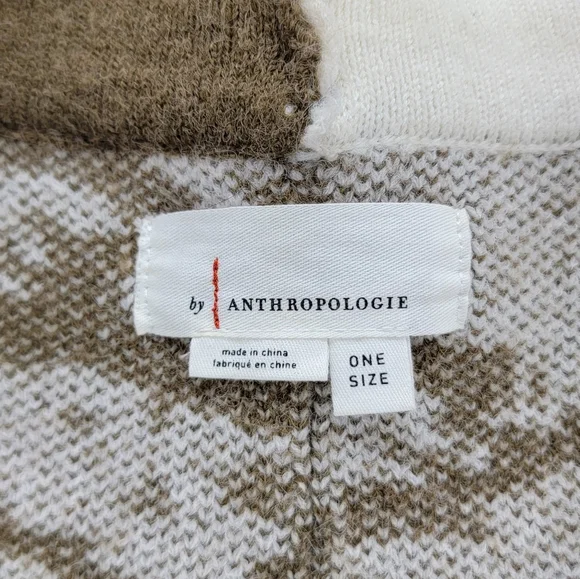 by ANTHROPOLOGIE
made in china
fabriqué en chine
ONE
SIZE